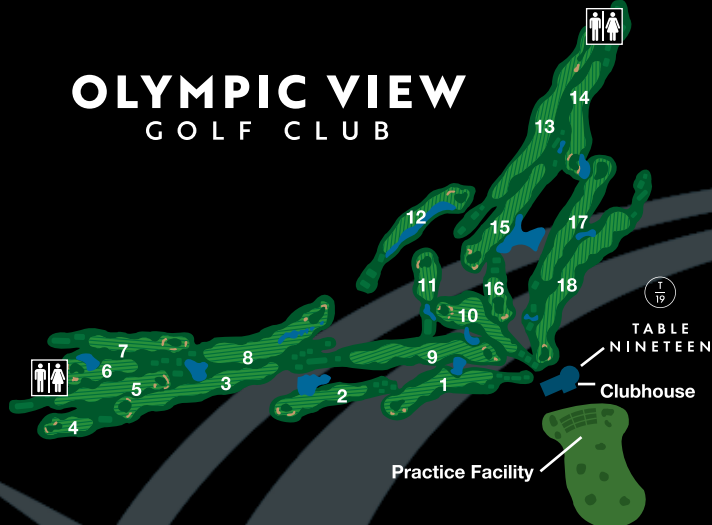 OLYMPIC VIEW
GOLF CLUB
14
13
12
15
17
11
16
18
10
7
8
9
6
5
3
1
2
4
T
19
TABLE
NINETEEN
Clubhouse
Practice Facility